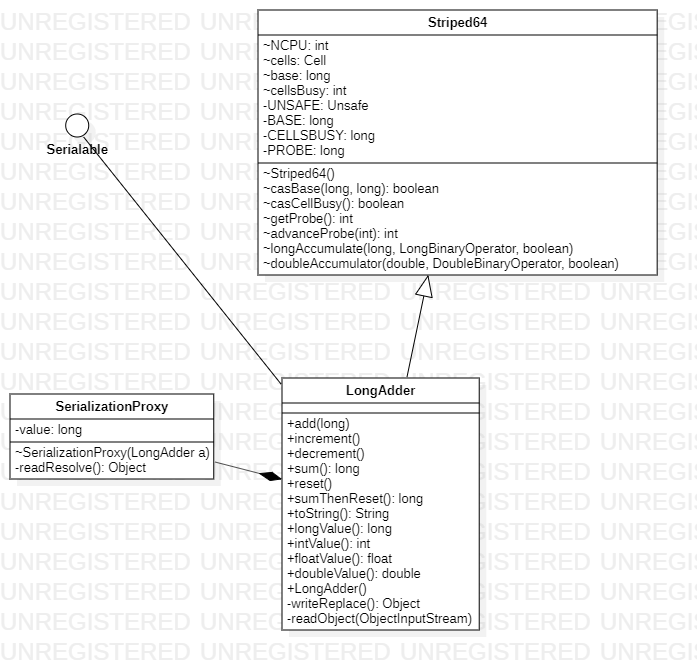 Striped64
~NCPU: int
~cells: Cell
~base: long
~cellsBusy: int
-UNSAFE: Unsafe
-BASE: long
-CELLSBUSY: long
-PROBE: long
~Striped64()
~casBase(long, long): boolean
~casCellBusy(): boolean
~getProbe(): int
~advanceProbe(int): int
~longAccumulate(long, LongBinaryOperator, boolean)
~doubleAccumulator(double, DoubleBinaryOperator, boolean)
Serialable
SerializationProxy
-value: long
~SerializationProxy(LongAdder a)
-readResolve(): Object
LongAdder
+add(long)
+increment()
+decrement()
+sum(): long
+reset()
+sumThenReset(): long
+toString(): String
+longValue(): long
+intValue(): int
+floatValue(): float
+doubleValue(): double
+LongAdder()
-writeReplace(): Object
-readObject(ObjectInputStream)
UNREGISTERED